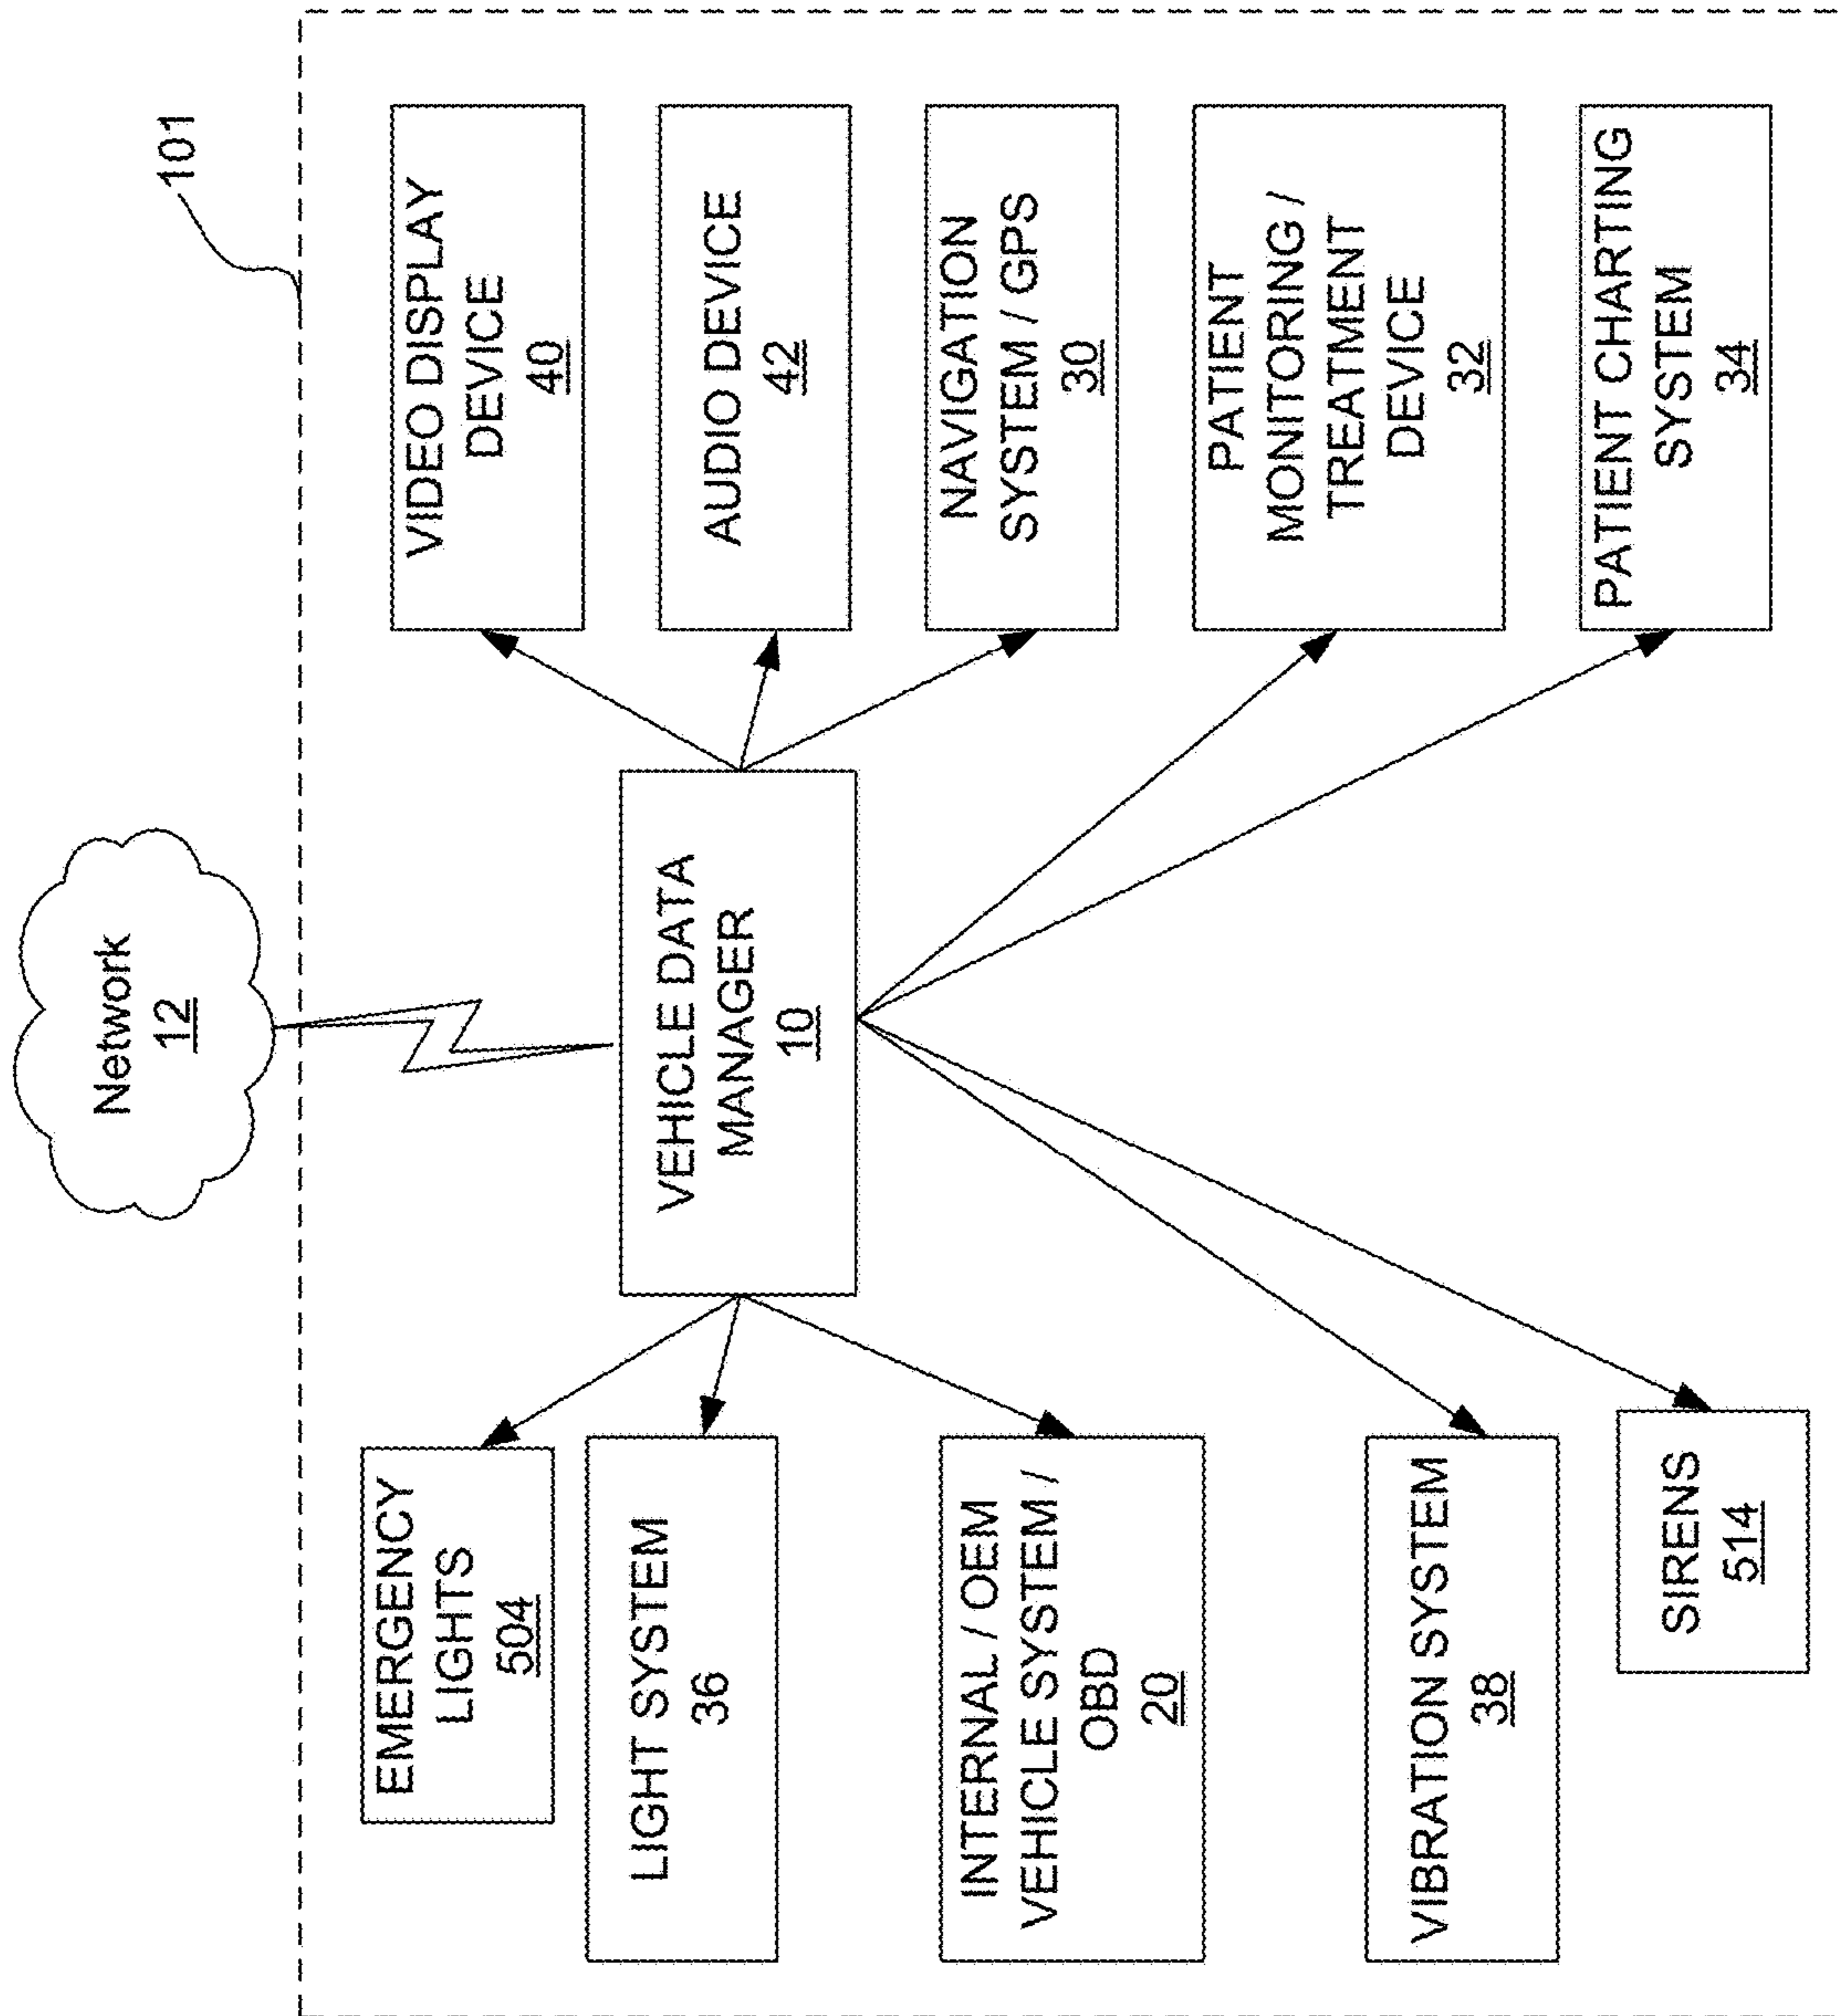 Network
12
101
EMERGENCY
LIGHTS
504
LIGHT SYSTEM
36
INTERNAL / OEM
VEHICLE SYSTEM /
OBD
20
VIBRATION SYSTEM
38
SIRENS
514
VEHICLE DATA
MANAGER
10
VIDEO DISPLAY
DEVICE
40
AUDIO DEVICE
42
NAVIGATION
SYSTEM / GPS
30
PATIENT
MONITORING /
TREATMENT
DEVICE
32
PATIENT CHARTING
SYSTEM
34